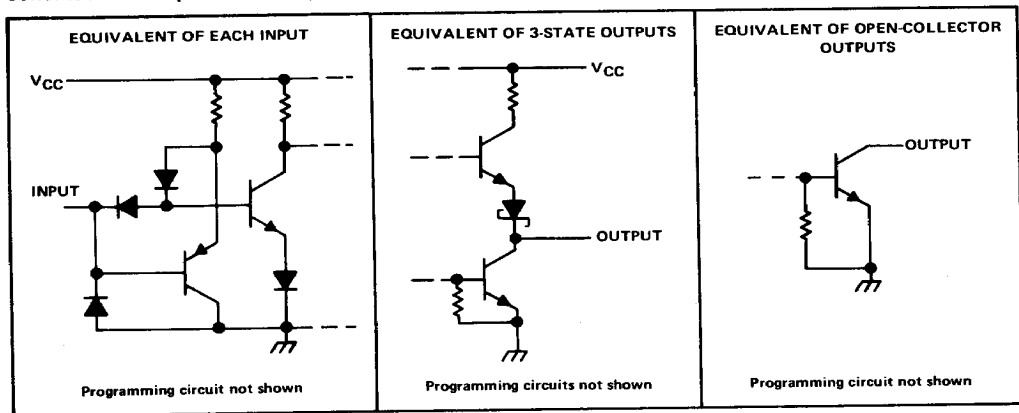 EQUIVALENT OF EACH INPUT
VCC
INPUT
Programming circuit not shown
EQUIVALENT OF 3-STATE OUTPUTS
VCC
OUTPUT
Programming circuits not shown
EQUIVALENT OF OPEN-COLLECTOR
OUTPUTS
OUTPUT
Programming circuit not shown